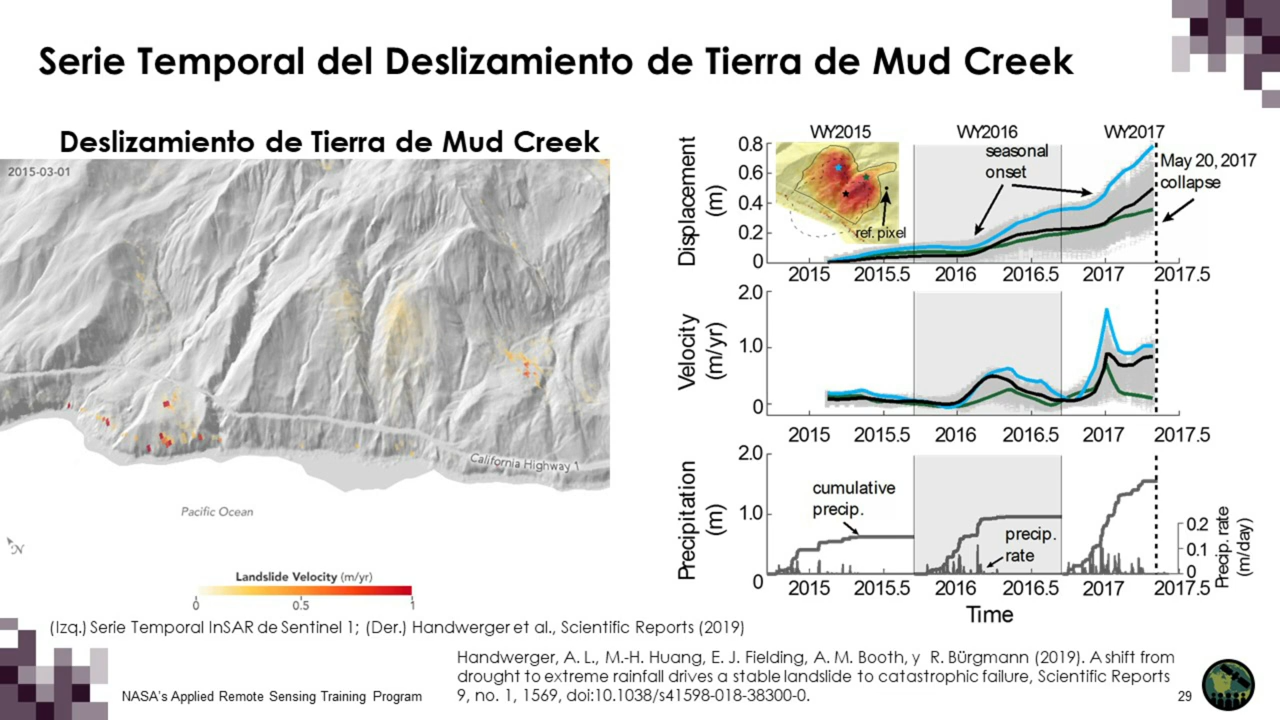 Serie Temporal del Deslizamiento de Tierra de Mud Creek
Deslizamiento de Tierra de Mud Creek
2015-03-01
California Highway 1
Pacific Ocean
N
Landslide Velocity (m/yr)
0 0.5 1
WY2015 WY2016 WY2017
Displacement
(m)
0.8
0.6
0.4
0.2
0
seasonal
onset
May 20, 2017
collapse
ref. pixel
2015 2015.5 2016 2016.5 2017 2017.5
Velocity
(m/yr)
2.0
1.0
0
2015 2015.5 2016 2016.5 2017 2017.5
Precipitation
(m)
2.0
1.0
0
cumulative
precip.
precip.
rate
0.2
0.1
0
Precip. rate
(m/day)
2015 2015.5 2016 2016.5 2017 2017.5
Time
(Izq.) Serie Temporal InSAR de Sentinel 1; (Der.) Handwerger et al., Scientific Reports (2019)
Handwerger, A. L., M.-H. Huang, E. J. Fielding, A. M. Booth, y R. Bürgmann (2019). A shift from
drought to extreme rainfall drives a stable landslide to catastrophic failure, Scientific Reports
9, no. 1, 1569, doi:10.1038/s41598-018-38300-0.
NASA's Applied Remote Sensing Training Program
29